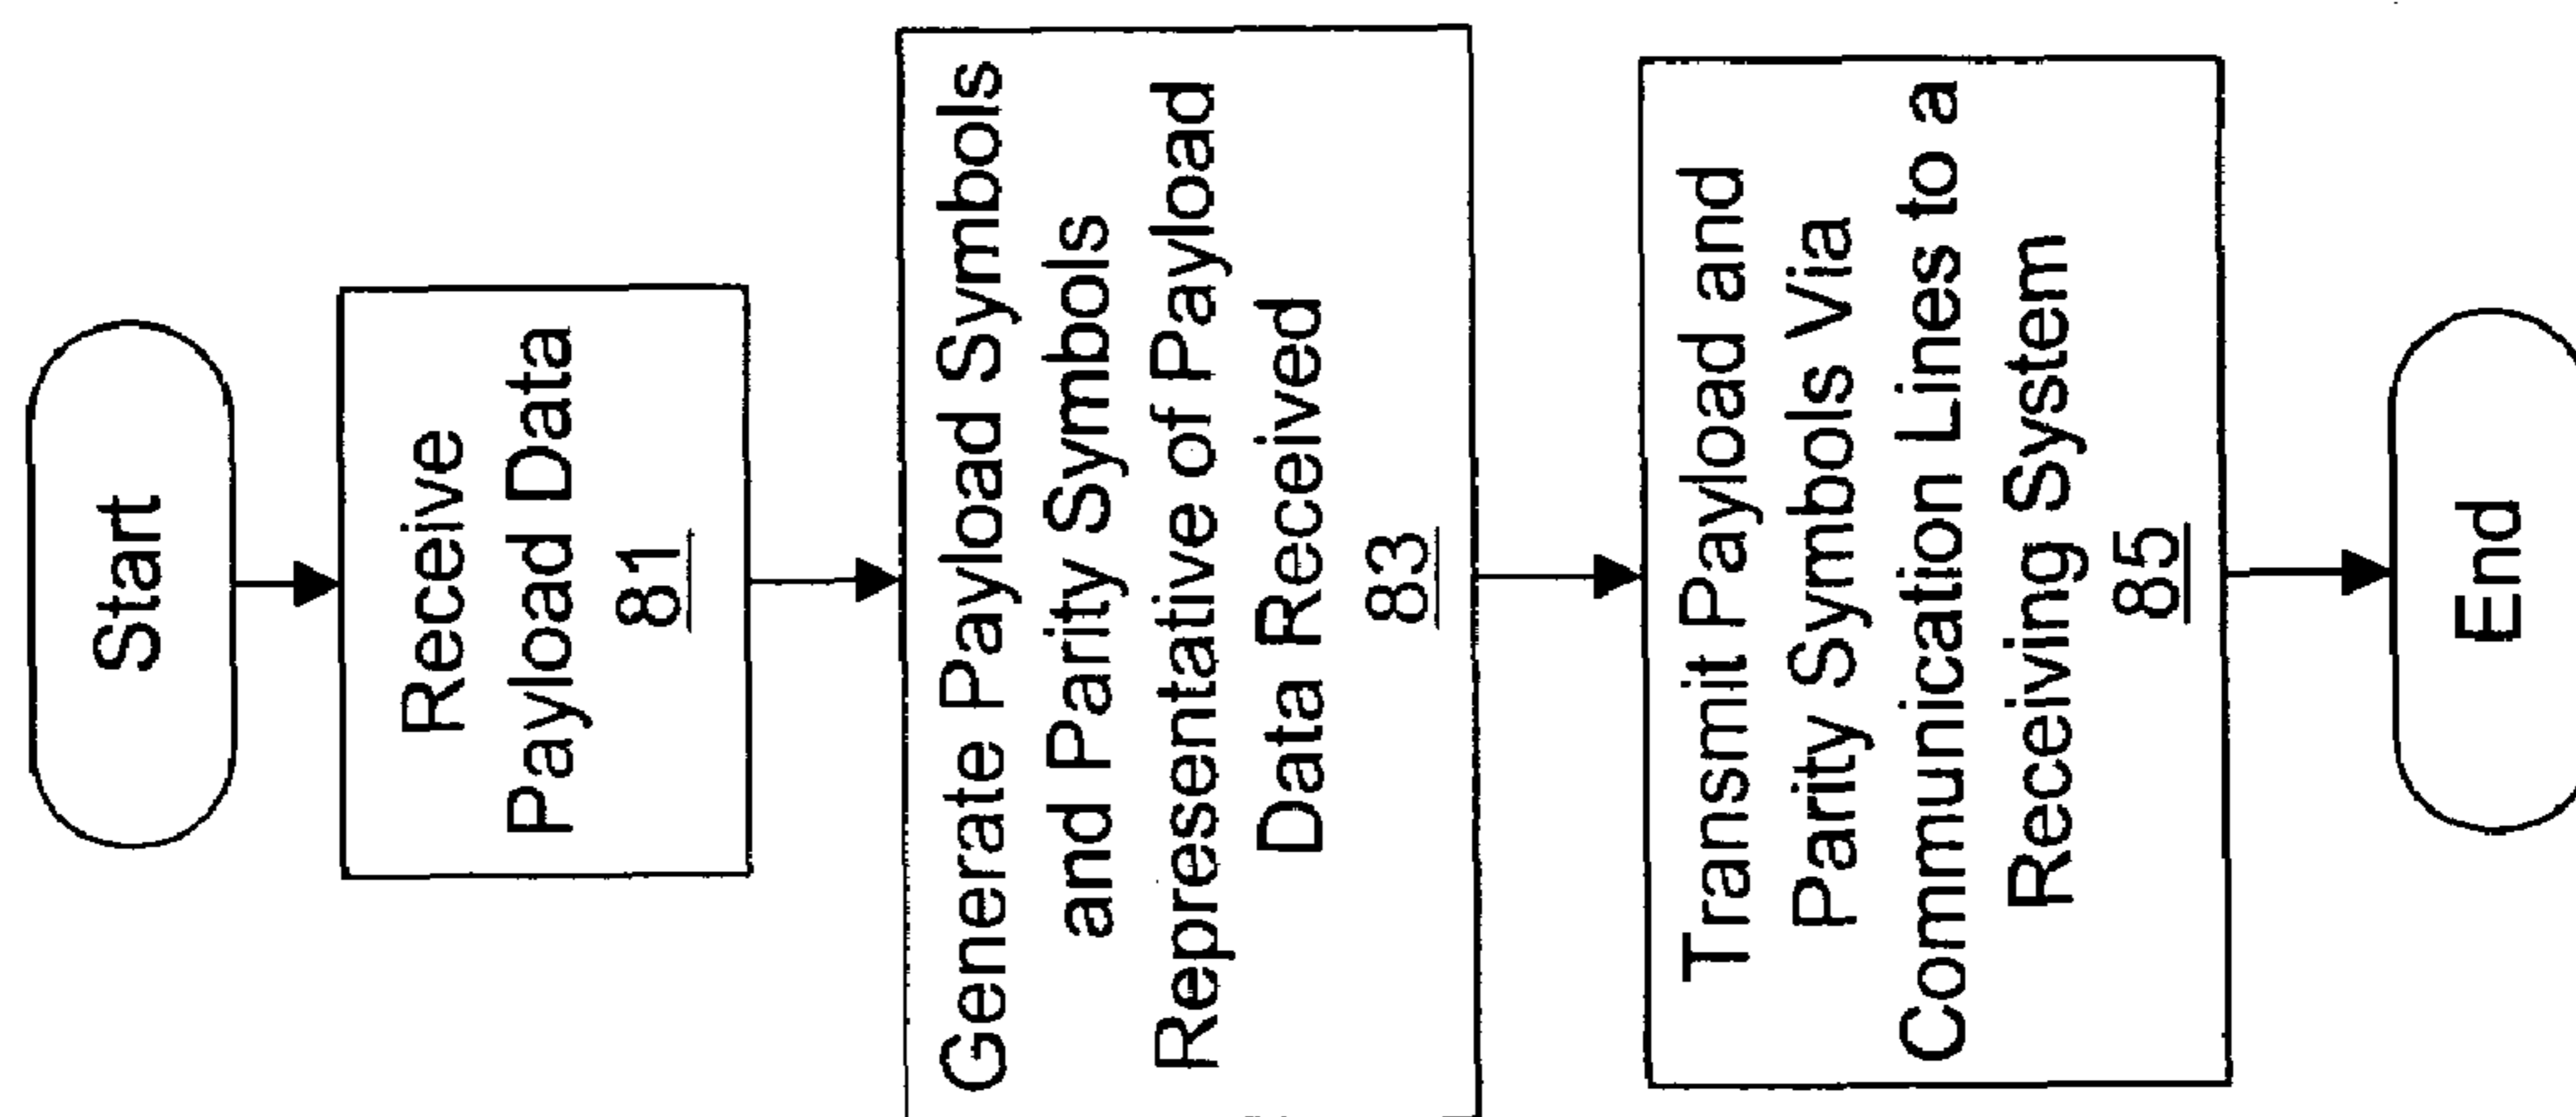 Start
Receive
Payload Data
81
Generate Payload Symbols
and Parity Symbols
Representative of Payload
Data Received
83
Transmit Payload and
Parity Symbols Via
Communication Lines to a
Receiving System
85
End